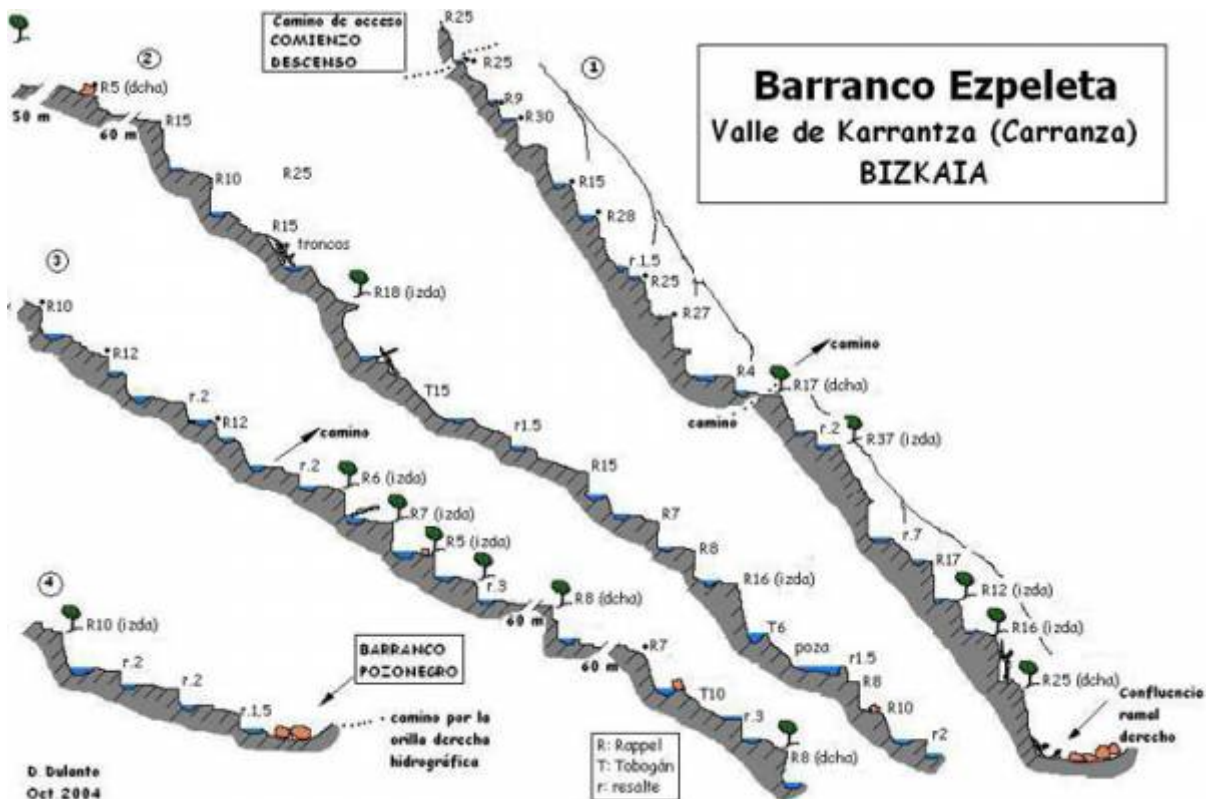 Barranco Ezpeleta
Valle de Karrantza (Carranza)
BIZKAIA
Camino de acceso
COMIENZO
DESCENSO
1
R25
R25
R9
R30
R15
R28
r.1.5
R25
R27
R4
camino
R17 (dcha)
camino
r.2
R37 (izda)
r.7
R17
R12 (izda)
R16 (izda)
R25 (dcha)
Confluencia
ramal
derecho
2
50 m
R5 (dcha)
60 m
R15
R10
R25
R15
troncos
R18 (izda)
T15
r1.5
R15
R7
R8
R16 (izda)
T6
poza
r1.5
R8
R10
r2
3
R10
R12
r.2
R12
camino
r.2
R6 (izda)
R7 (izda)
R5 (izda)
r.3
60 m
R8 (dcha)
60 m
R7
T10
r.3
R8 (dcha)
4
R10 (izda)
r.2
r.2
r.1.5
BARRANCO
POZONEGRO
camino por la
orilla derecha
hidrográfica
R: Rappel
T: Tobogán
r: resalte
D. Dulanto
Oct 2004